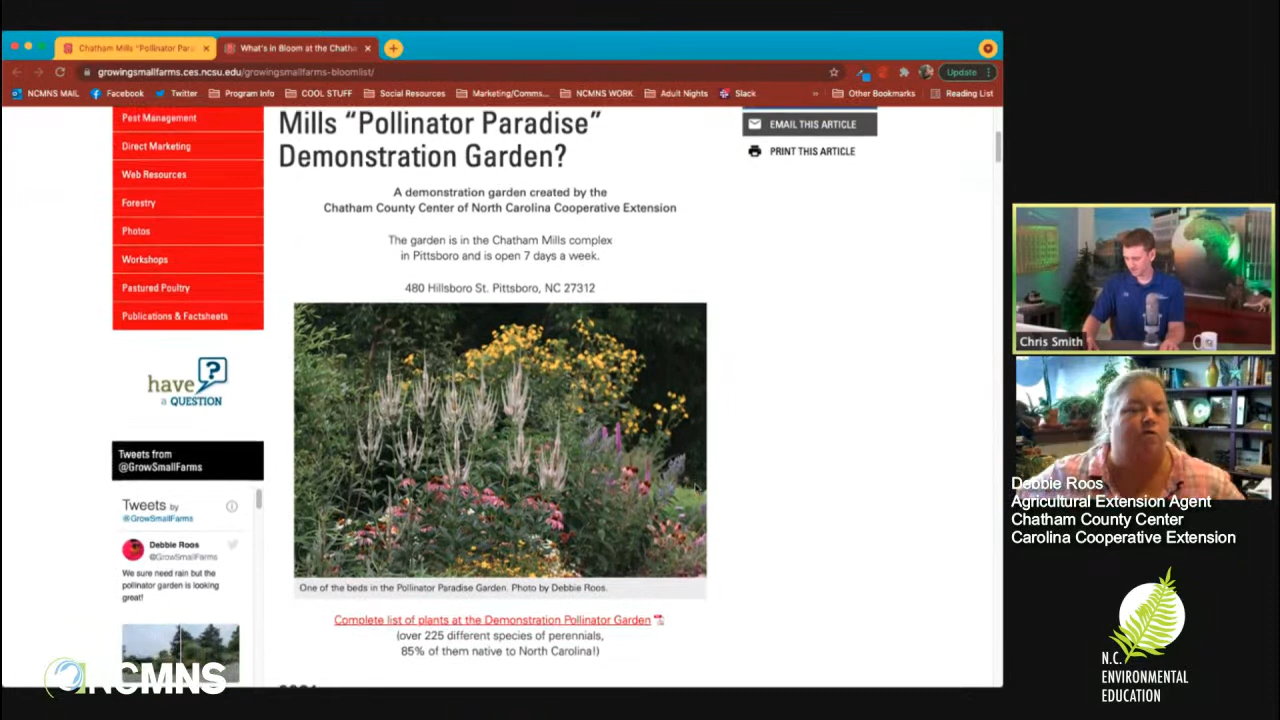 Chatham Mills "Pollinator Para
What's in Bloom at the Chatha
growingsmallfarms.ces.ncsu.edu/growingsmallfarms-bloomlist/
Update
NCMNS MAIL Facebook Twitter Program Info COOL STUFF Social Resources Marketing/Comms... NCMNS WORK Adult Nights Slack » Other Bookmarks Reading List
Pest Management
Direct Marketing
Web Resources
Forestry
Photos
Workshops
Pastured Poultry
Publications & Factsheets
have
a QUESTION
?
Tweets from
@GrowSmallFarms
Tweets by
@GrowSmallFarms
Debbie Roos
@GrowSmallFarms
We sure need rain but the
pollinator garden is looking
great!
NCMNS
Mills "Pollinator Paradise"
Demonstration Garden?
A demonstration garden created by the
Chatham County Center of North Carolina Cooperative Extension
The garden is in the Chatham Mills complex
in Pittsboro and is open 7 days a week.
480 Hillsboro St. Pittsboro, NC 27312
One of the beds in the Pollinator Paradise Garden. Photo by Debbie Roos.
Complete list of plants at the Demonstration Pollinator Garden
(over 225 different species of perennials,
85% of them native to North Carolina!)
EMAIL THIS ARTICLE
PRINT THIS ARTICLE
Chris Smith
Debbie Roos
Agricultural Extension Agent
Chatham County Center
Carolina Cooperative Extension
N.C.
ENVIRONMENTAL
EDUCATION